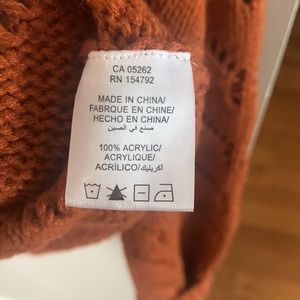 CA 05262
RN 154792
MADE IN CHINA/
FABRIQUE EN CHINE/
HECHO EN CHINA/
صنع في الصين
100% ACRYLIC/
ACRYLIQUE/
ACRÍLICO/أكريليك